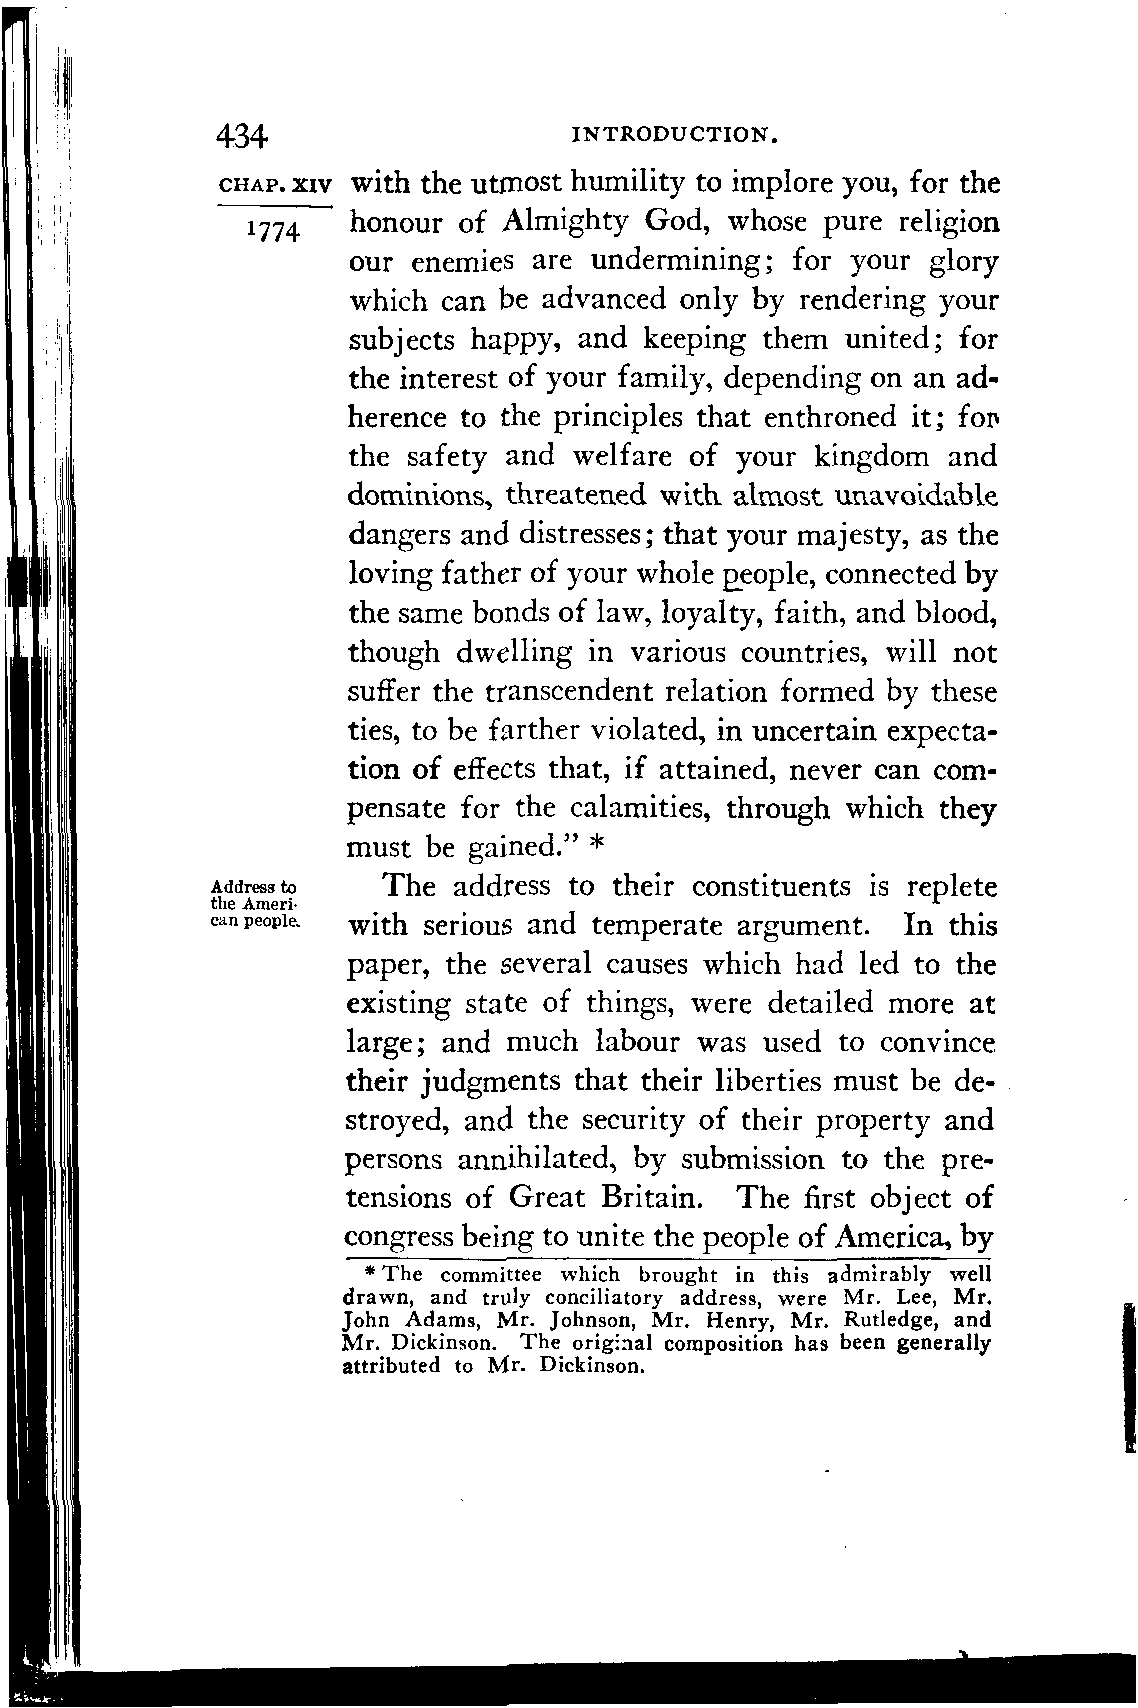 434 INTRODUCTION.
CHAP. XIV with the utmost humility to implore you, for the
1774 honour of Almighty God, whose pure religion
our enemies are undermining; for your glory
which can be advanced only by rendering your
subjects happy, and keeping them united; for
the interest of your family, depending on an ad-
herence to the principles that enthroned it; for
the safety and welfare of your kingdom and
dominions, threatened with almost unavoidable
dangers and distresses; that your majesty, as the
loving father of your whole people, connected by
the same bonds of law, loyalty, faith, and blood,
though dwelling in various countries, will not
suffer the transcendent relation formed by these
ties, to be farther violated, in uncertain expecta-
tion of effects that, if attained, never can com-
pensate for the calamities, through which they
must be gained.” *
Address to
the Ameri-
can people.
The address to their constituents is replete
with serious and temperate argument. In this
paper, the several causes which had led to the
existing state of things, were detailed more at
large; and much labour was used to convince
their judgments that their liberties must be de-
stroyed, and the security of their property and
persons annihilated, by submission to the pre-
tensions of Great Britain. The first object of
congress being to unite the people of America, by
* The committee which brought in this admirably well
drawn, and truly conciliatory address, were Mr. Lee, Mr.
John Adams, Mr. Johnson, Mr. Henry, Mr. Rutledge, and
Mr. Dickinson. The original composition has been generally
attributed to Mr. Dickinson.